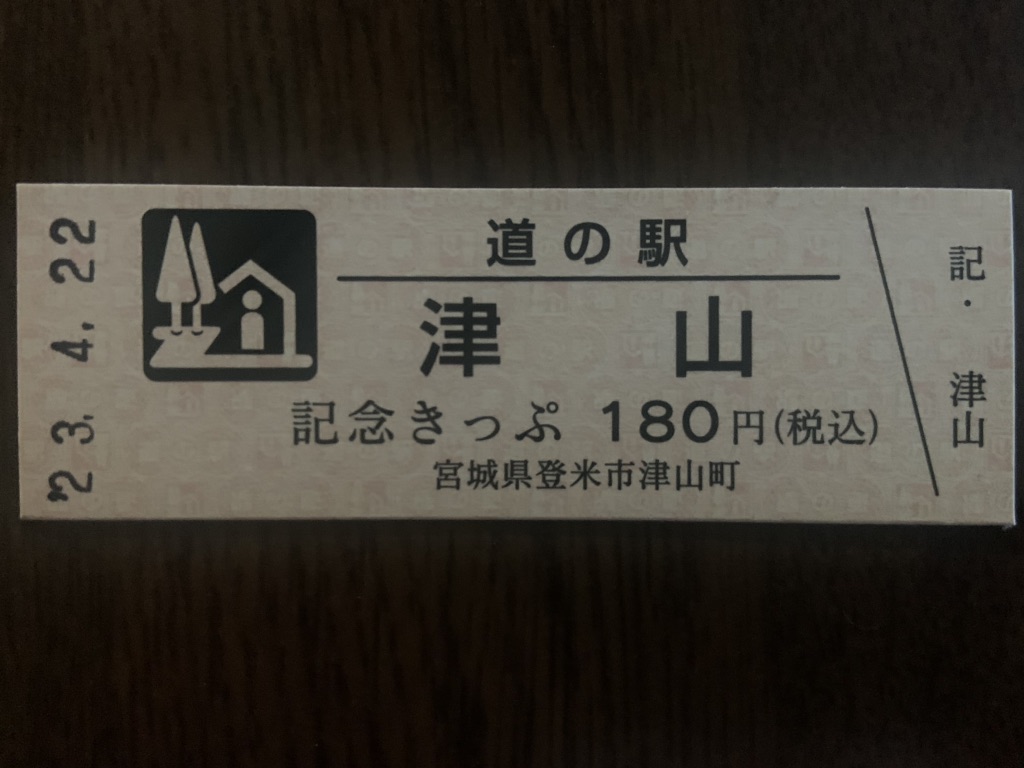 '23. 4. 22
道の駅
津山
記念きっぷ 180円(税込)
宮城県登米市津山町
記・津山